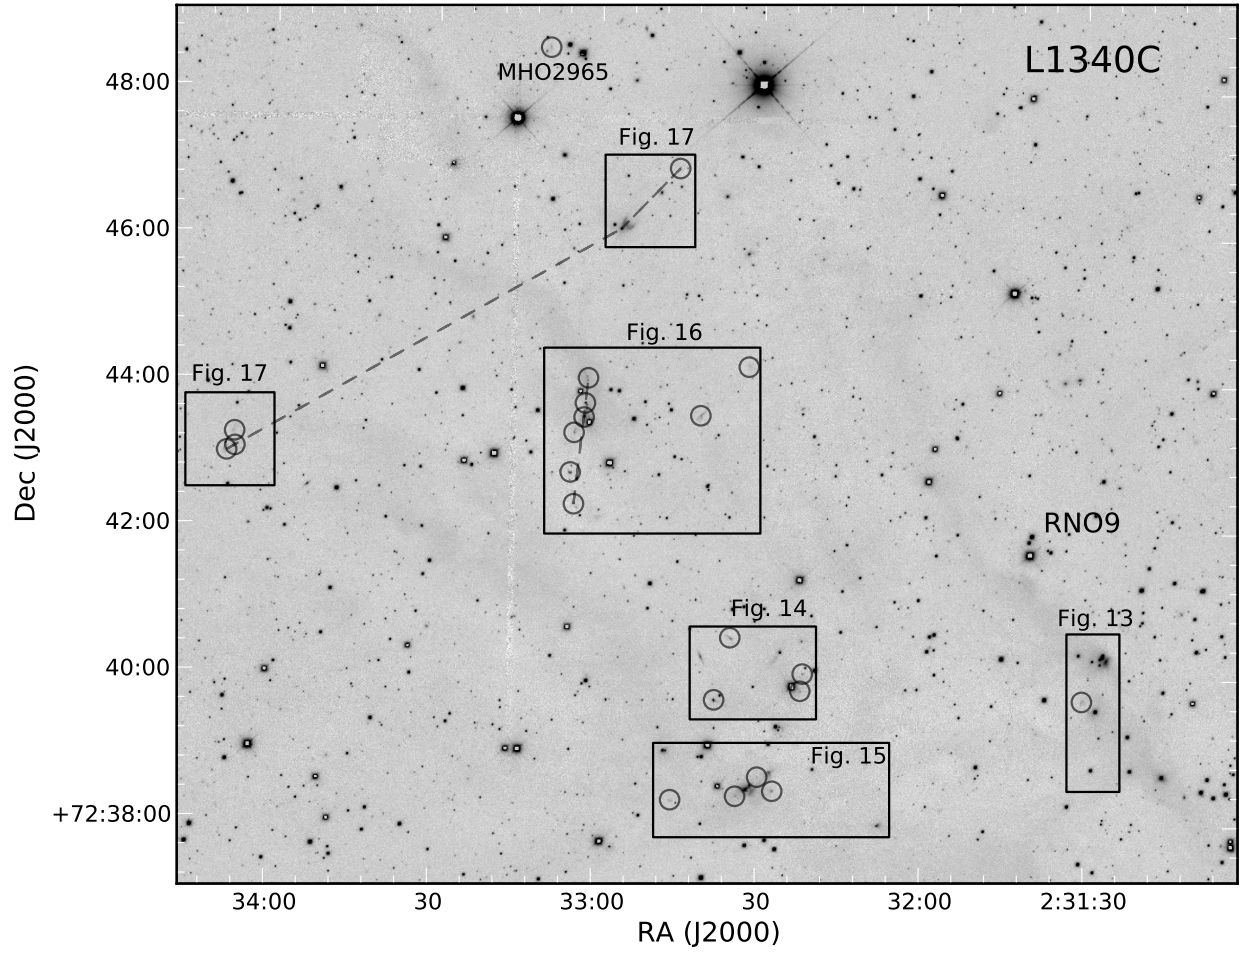 L1340C
MHO2965
48:00
Fig. 17
46:00
Fig. 16
44:00
Fig. 17
42:00
RNO9
Fig. 14
Fig. 13
40:00
Fig. 15
+72:38:00
34:00
30
33:00
30
32:00
2:31:30
RA (J2000)
Dec (J2000)